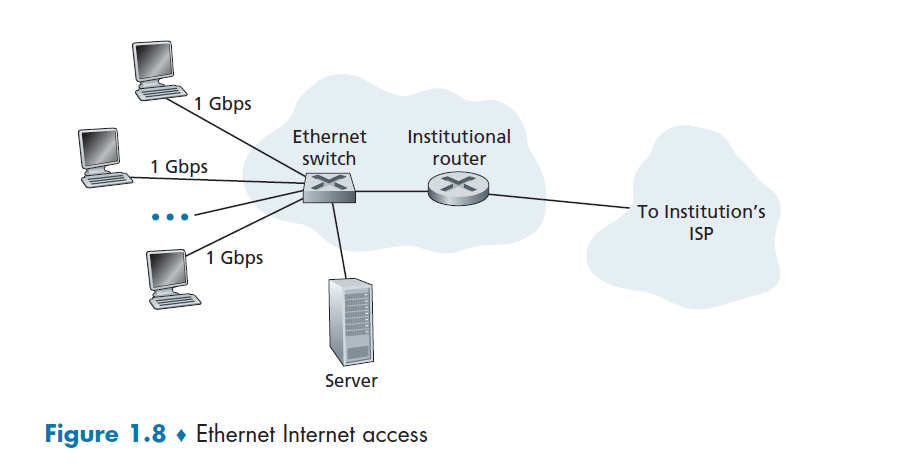 1 Gbps
Ethernet
switch
Institutional
router
1 Gbps
To Institution's
ISP
1 Gbps
Server
Figure 1.8 ♦ Ethernet Internet access